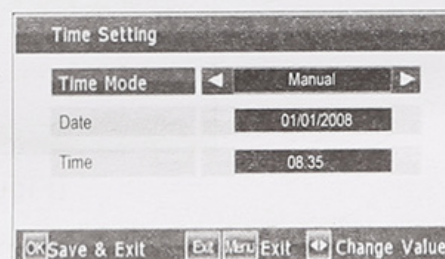 Time Setting
Time Mode Manual
Date 01/01/2008
Time 08.35
OK Save & Exit Exit Menu Exit Change Value